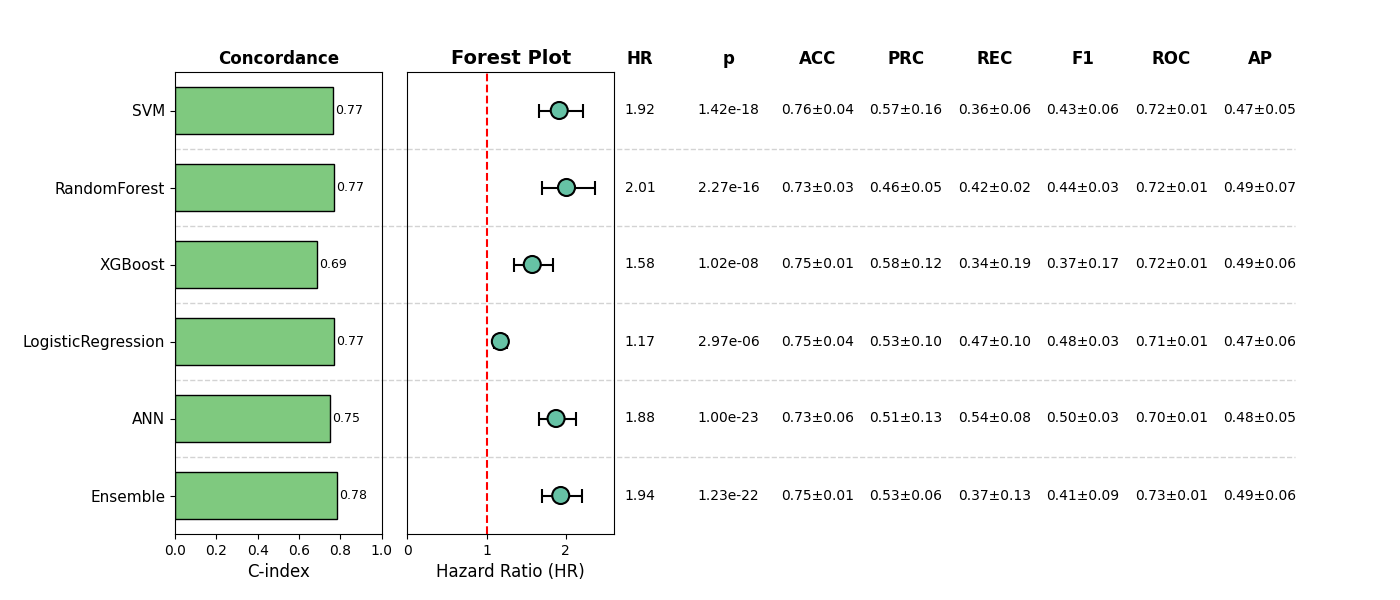 Concordance Forest Plot HR p ACC PRC REC F1 ROC AP
SVM 0.77 1.92 1.42e-18 0.76±0.04 0.57±0.16 0.36±0.06 0.43±0.06 0.72±0.01 0.47±0.05
RandomForest 0.77 2.01 2.27e-16 0.73±0.03 0.46±0.05 0.42±0.02 0.44±0.03 0.72±0.01 0.49±0.07
XGBoost 0.69 1.58 1.02e-08 0.75±0.01 0.58±0.12 0.34±0.19 0.37±0.17 0.72±0.01 0.49±0.06
LogisticRegression 0.77 1.17 2.97e-06 0.75±0.04 0.53±0.10 0.47±0.10 0.48±0.03 0.71±0.01 0.47±0.06
ANN 0.75 1.88 1.00e-23 0.73±0.06 0.51±0.13 0.54±0.08 0.50±0.03 0.70±0.01 0.48±0.05
Ensemble 0.78 1.94 1.23e-22 0.75±0.01 0.53±0.06 0.37±0.13 0.41±0.09 0.73±0.01 0.49±0.06
0.0 0.2 0.4 0.6 0.8 1.0 0 1 2
C-index Hazard Ratio (HR)